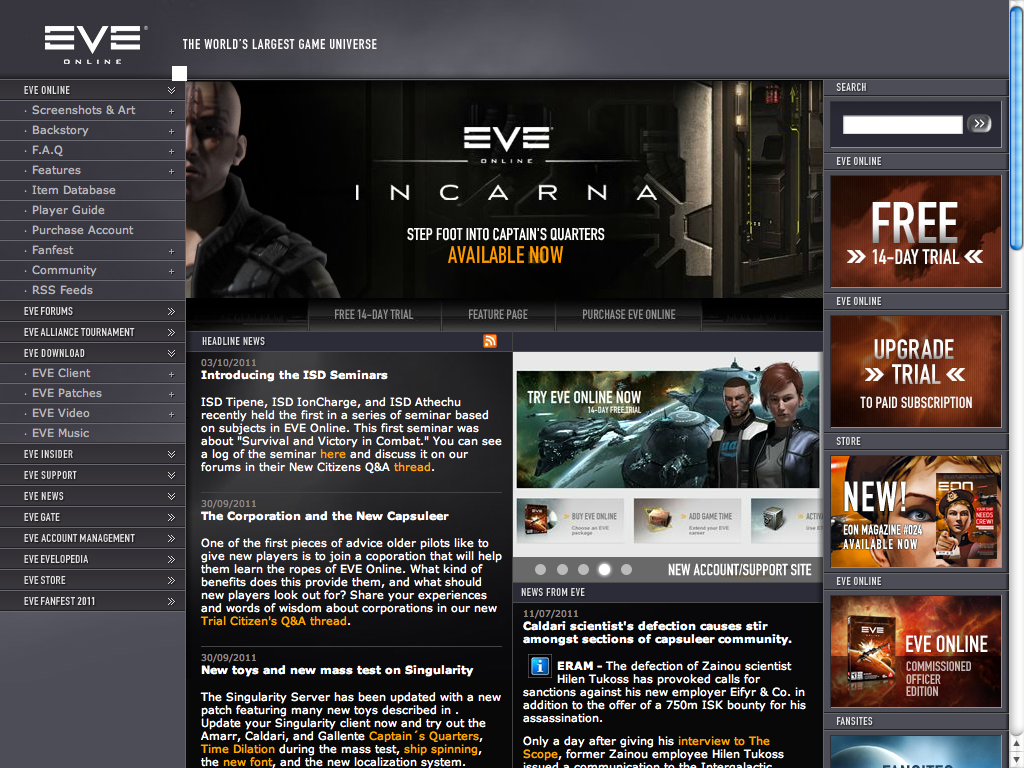 EVE
ONLINE
THE WORLD'S LARGEST GAME UNIVERSE
EVE ONLINE
· Screenshots & Art +
· Backstory +
· F.A.Q +
· Features +
· Item Database
· Player Guide
· Purchase Account
· Fanfest +
· Community +
· RSS Feeds
EVE FORUMS
EVE ALLIANCE TOURNAMENT
EVE DOWNLOAD
· EVE Client +
· EVE Patches +
· EVE Video +
· EVE Music
EVE INSIDER
EVE SUPPORT
EVE NEWS
EVE GATE
EVE ACCOUNT MANAGEMENT
EVE EVELOPEDIA
EVE STORE
EVE FANFEST 2011
EVE
ONLINE
INCARNA
STEP FOOT INTO CAPTAIN'S QUARTERS
AVAILABLE NOW
FREE 14-DAY TRIAL
FEATURE PAGE
PURCHASE EVE ONLINE
HEADLINE NEWS
03/10/2011
Introducing the ISD Seminars
ISD Tipene, ISD IonCharge, and ISD Athechu
recently held the first in a series of seminar based
on subjects in EVE Online. This first seminar was
about "Survival and Victory in Combat." You can see
a log of the seminar here and discuss it on our
forums in their New Citizens Q&A thread.
30/09/2011
The Corporation and the New Capsuleer
One of the first pieces of advice older pilots like to
give new players is to join a coporation that will help
them learn the ropes of EVE Online. What kind of
benefits does this provide them, and what should
new players look out for? Share your experiences
and words of wisdom about corporations in our new
Trial Citizen's Q&A thread.
30/09/2011
New toys and new mass test on Singularity
The Singularity Server has been updated with a new
patch featuring many new toys described in .
Update your Singularity client now and try out the
Amarr, Caldari, and Gallente Captain´s Quarters,
Time Dilation during the mass test, ship spinning,
the new font, and the new localization system.
TRY EVE ONLINE NOW
14-DAY FREE TRIAL
BUY EVE ONLINE
Choose an EVE
package
ADD GAME TIME
Extend your EVE
career
NEW ACCOUNT/SUPPORT SITE
NEWS FROM EVE
11/07/2011
Caldari scientist's defection causes stir
amongst sections of capsuleer community.
ERAM - The defection of Zainou scientist
Hilen Tukoss has provoked calls for
sanctions against his new employer Eifyr & Co. in
addition to the offer of a 750m ISK bounty for his
assassination.
Only a day after giving his interview to The
Scope, former Zainou employee Hilen Tukoss
issued a communication to the Intergalactic
SEARCH
EVE ONLINE
FREE
14-DAY TRIAL
EVE ONLINE
UPGRADE
TRIAL
TO PAID SUBSCRIPTION
STORE
NEW!
EON MAGAZINE #024
AVAILABLE NOW
EON
EVE ONLINE
EVE
EVE ONLINE
COMMISSIONED
OFFICER
EDITION
FANSITES
FANSITES